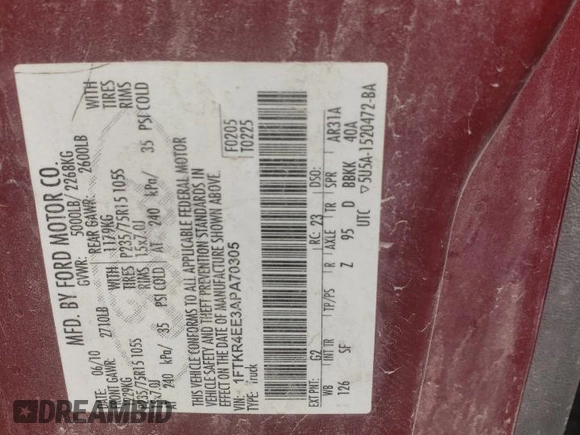 MFD. BY FORD MOTOR CO.
DATE: 06/10 GVWR: 5000LB/ 2268KG
FRONT GAWR: 2710LB REAR GAWR: 2600LB
1229KG 1179KG WITH
P235/75R15 105S P235/75R15 105S TIRES
15x7.0J 15x7.0J RIMS
AT 240 kPa/ 35 PSI COLD AT 240 kPa/ 35 PSI COLD
THIS VEHICLE CONFORMS TO ALL APPLICABLE FEDERAL MOTOR
VEHICLE SAFETY AND THEFT PREVENTION STANDARDS IN
EFFECT ON THE DATE OF MANUFACTURE SHOWN ABOVE.
VIN: 1FTKR4EE3APA70305 F0205
TYPE: Truck T0225
EXT PNT: G2 RC: 23 DSO:
WB INT TR TP/PS R AXLE TR AR31A
126 SF Z 95 D BBKK 40A
UTC ▽5U5A-1520472-BA
FREEDOMCAR